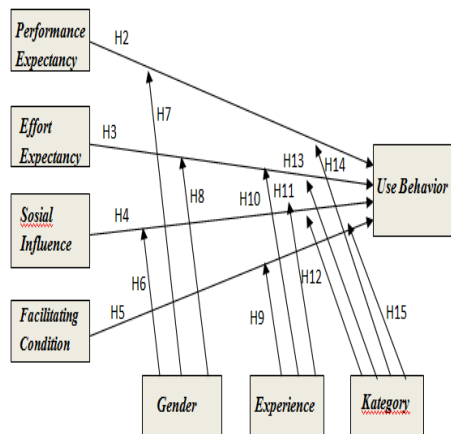 Performance
Expectancy
H2
H7
Effort
Expectancy
H3
H13
H14
H8
H10
H11
Use Behavior
Sosial
Influence
H4
H6
H12
Facilitating
Condition
H5
H9
H15
Gender
Experience
Kategory